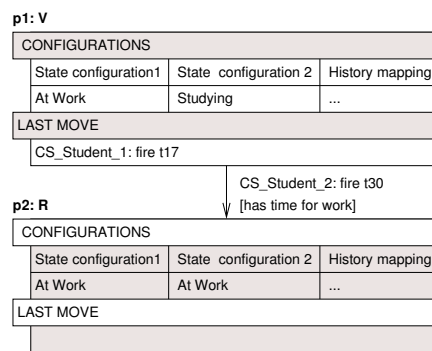 p1: V
CONFIGURATIONS
State configuration1 State configuration 2 History mapping
At Work Studying ...
LAST MOVE
CS_Student_1: fire t17
CS_Student_2: fire t30
[has time for work]
p2: R
CONFIGURATIONS
State configuration1 State configuration 2 History mapping
At Work At Work ...
LAST MOVE